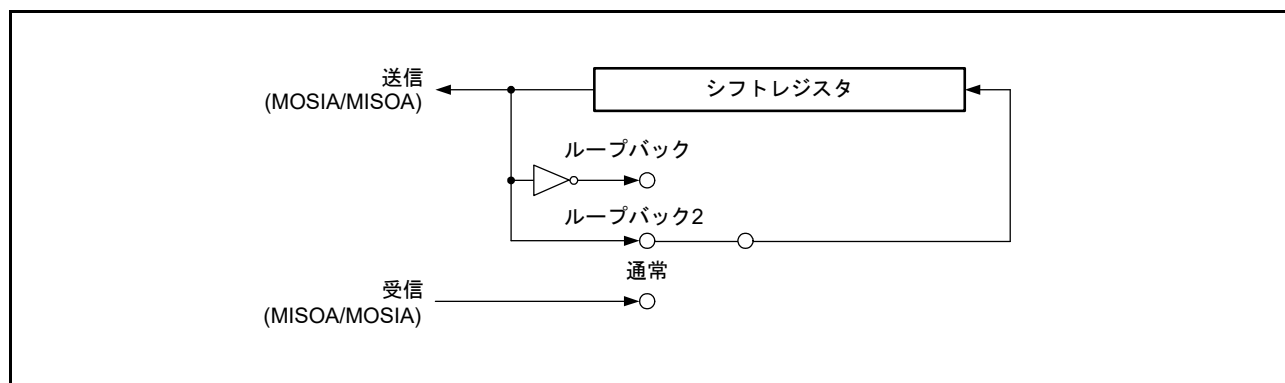 送信
(MOSIA/MISOA)
シフトレジスタ
ループバック
ループバック2
通常
受信
(MISOA/MOSIA)